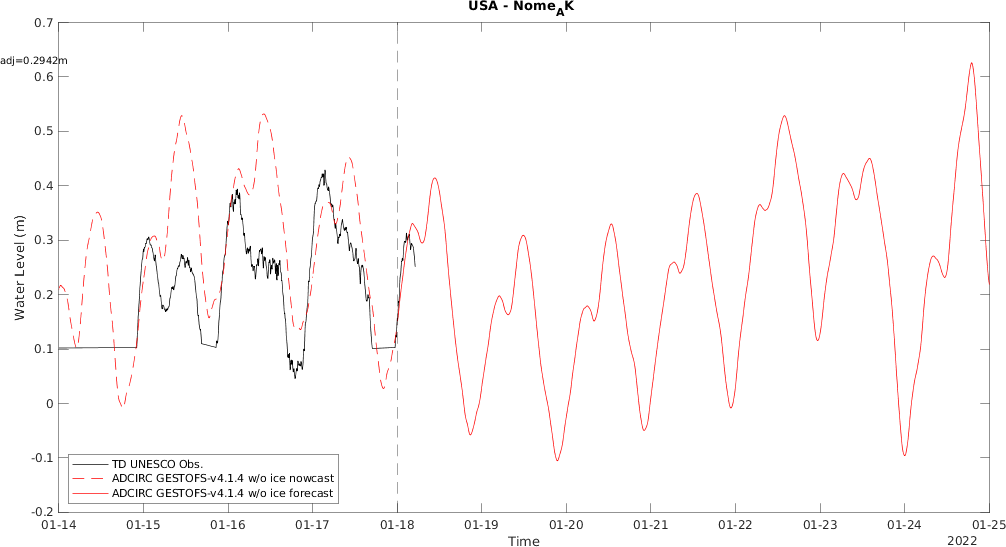 USA - Nome_AK
adj=0.2942m
0.7
0.6
0.5
0.4
0.3
0.2
0.1
0
-0.1
-0.2
Water Level (m)
TD UNESCO Obs.
ADCIRC GESTOFS-v4.1.4 w/o ice nowcast
ADCIRC GESTOFS-v4.1.4 w/o ice forecast
01-14 01-15 01-16 01-17 01-18 01-19 01-20 01-21 01-22 01-23 01-24 01-25
Time
2022